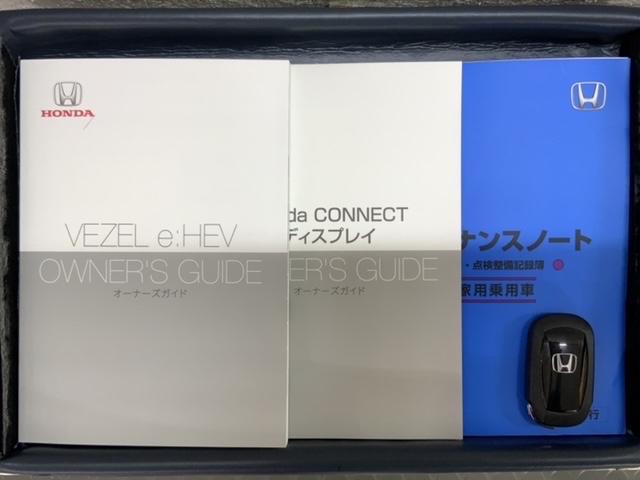 HONDA
VEZEL e:HEV
OWNER'S GUIDE
オーナーズガイド
da CONNECT
ディスプレイ
ER'S GUIDE
オーナーズガイド
ナンスノート
・点検整備記録簿
家用乗用車
行